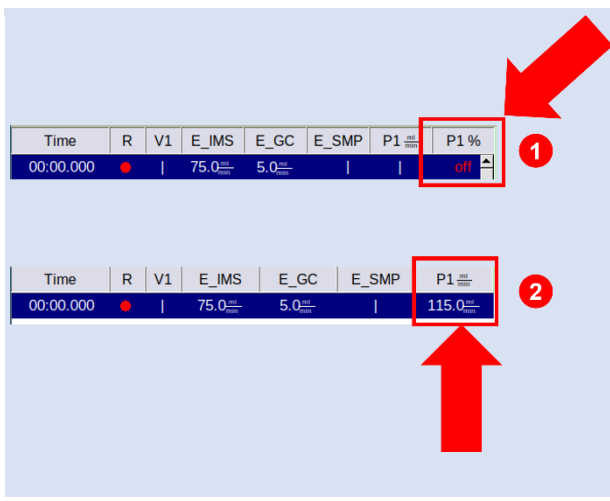 Time R V1 E_IMS E_GC E_SMP P1 ml/min P1 %
00:00.000 | 75.0 ml/min 5.0 ml/min | | off
1
Time R V1 E_IMS E_GC E_SMP P1 ml/min
00:00.000 | 75.0 ml/min 5.0 ml/min | 115.0 ml/min
2